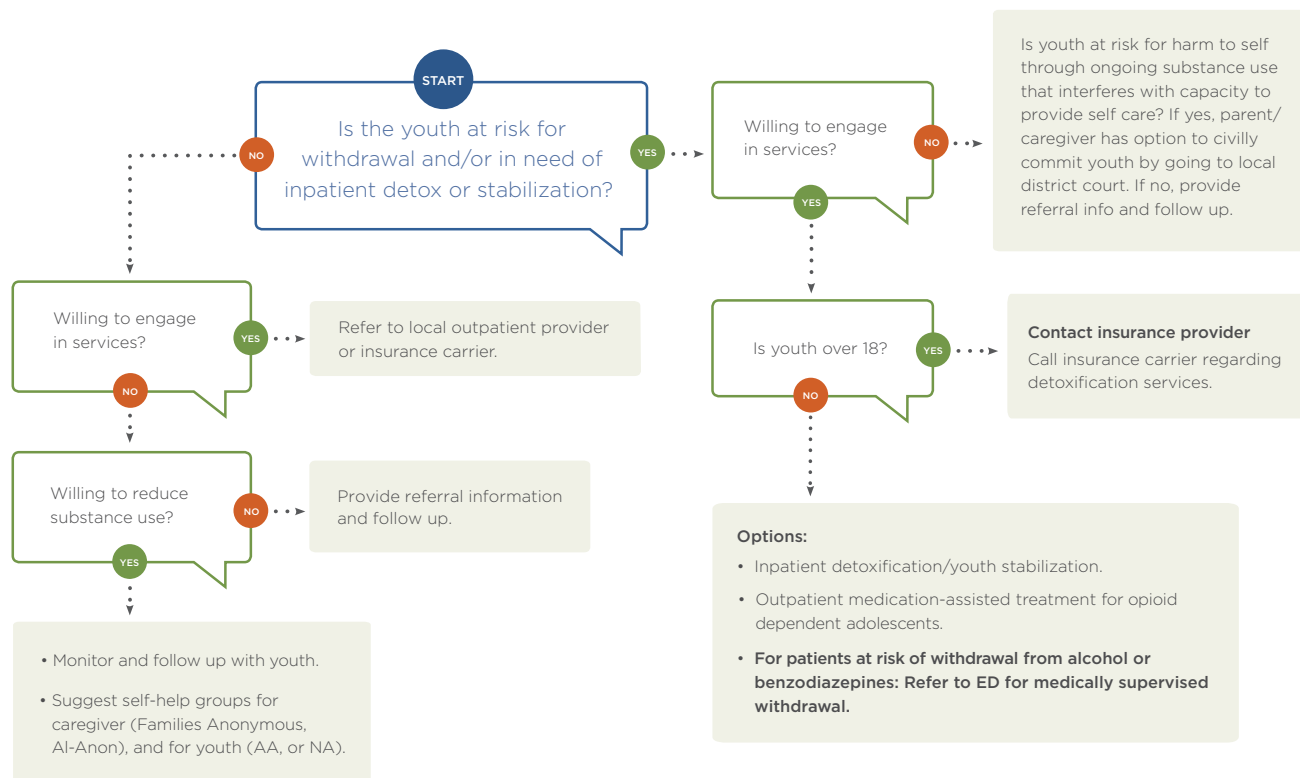 START
Is the youth at risk for
withdrawal and/or in need of
inpatient detox or stabilization?
NO
YES
Willing to engage
in services?
NO
YES
Is youth at risk for harm to self
through ongoing substance use
that interferes with capacity to
provide self care? If yes, parent/
caregiver has option to civilly
commit youth by going to local
district court. If no, provide
referral info and follow up.
Willing to engage
in services?
YES
NO
Refer to local outpatient provider
or insurance carrier.
Is youth over 18?
YES
NO
Contact insurance provider
Call insurance carrier regarding
detoxification services.
Willing to reduce
substance use?
NO
YES
Provide referral information
and follow up.
Options:
• Inpatient detoxification/youth stabilization.
• Outpatient medication-assisted treatment for opioid
dependent adolescents.
• For patients at risk of withdrawal from alcohol or
benzodiazepines: Refer to ED for medically supervised
withdrawal.
• Monitor and follow up with youth.
• Suggest self-help groups for
caregiver (Families Anonymous,
Al-Anon), and for youth (AA, or NA).